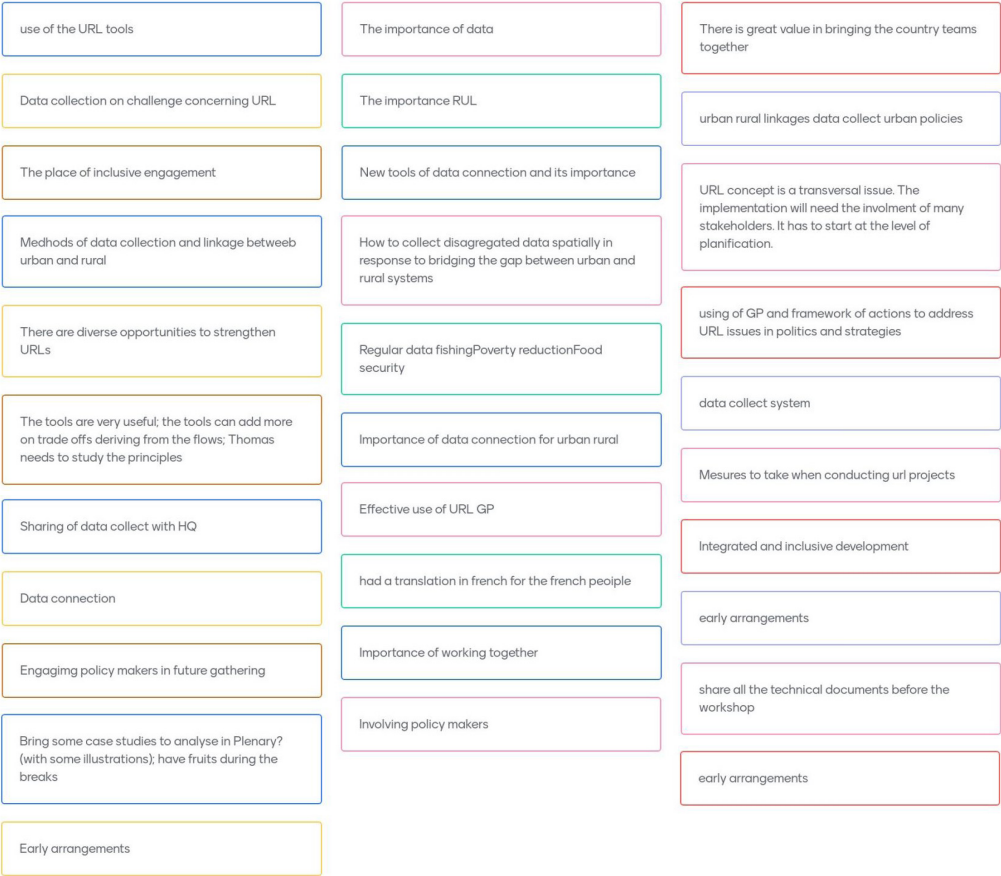 use of the URL tools
Data collection on challenge concerning URL
The place of inclusive engagement
Medhods of data collection and linkage betweeb
urban and rural
There are diverse opportunities to strengthen
URLs
The tools are very useful; the tools can add more
on trade offs deriving from the flows; Thomas
needs to study the principles
Sharing of data collect with HQ
Data connection
Engagimg policy makers in future gathering
Bring some case studies to analyse in Plenary?
(with some illustrations); have fruits during the
breaks
Early arrangements
The importance of data
The importance RUL
New tools of data connection and its importance
How to collect disagregated data spatially in
response to bridging the gap between urban and
rural systems
Regular data fishingPoverty reductionFood
security
Importance of data connection for urban rural
Effective use of URL GP
had a translation in french for the french peoiple
Importance of working together
Involving policy makers
There is great value in bringing the country teams
together
urban rural linkages data collect urban policies
URL concept is a transversal issue. The
implementation will need the involment of many
stakeholders. It has to start at the level of
planification.
using of GP and framework of actions to address
URL issues in politics and strategies
data collect system
Mesures to take when conducting url projects
Integrated and inclusive development
early arrangements
share all the technical documents before the
workshop
early arrangements